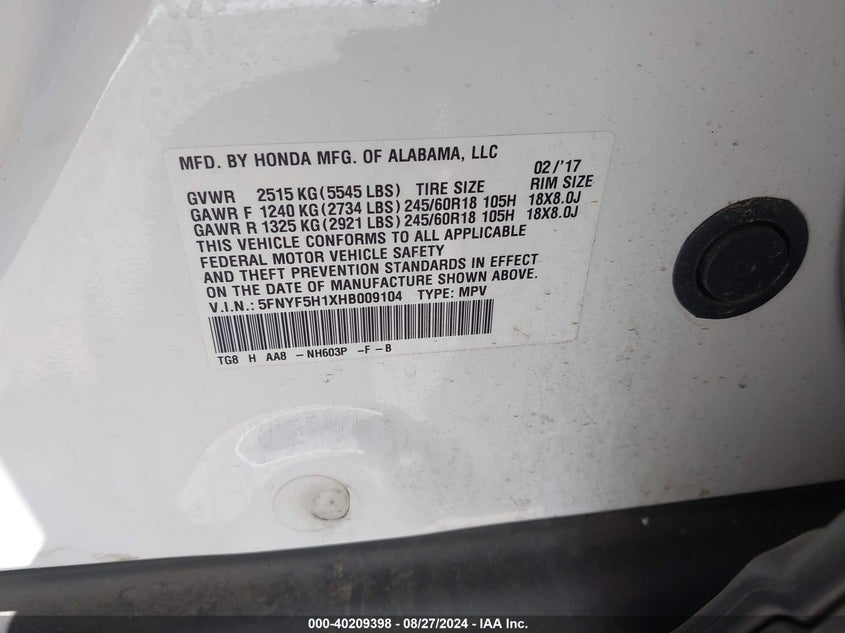 MFD. BY HONDA MFG. OF ALABAMA, LLC 02/'17
GVWR 2515 KG (5545 LBS) TIRE SIZE RIM SIZE
GAWR F 1240 KG (2734 LBS) 245/60R18 105H 18X8.0J
GAWR R 1325 KG (2921 LBS) 245/60R18 105H 18X8.0J
THIS VEHICLE CONFORMS TO ALL APPLICABLE
FEDERAL MOTOR VEHICLE SAFETY
AND THEFT PREVENTION STANDARDS IN EFFECT
ON THE DATE OF MANUFACTURE SHOWN ABOVE.
V.I.N.: 5FNYF5H1XHB009104 TYPE: MPV
TG8 H AA8 - NH603P - F - B
000-40209398 - 08/27/2024 - IAA Inc.